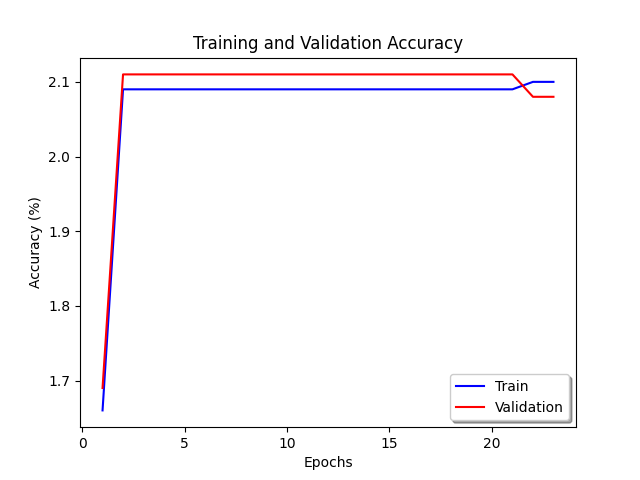 Training and Validation Accuracy
2.1
2.0
1.9
1.8
1.7
Accuracy (%)
0
5
10
15
20
Epochs
Train
Validation